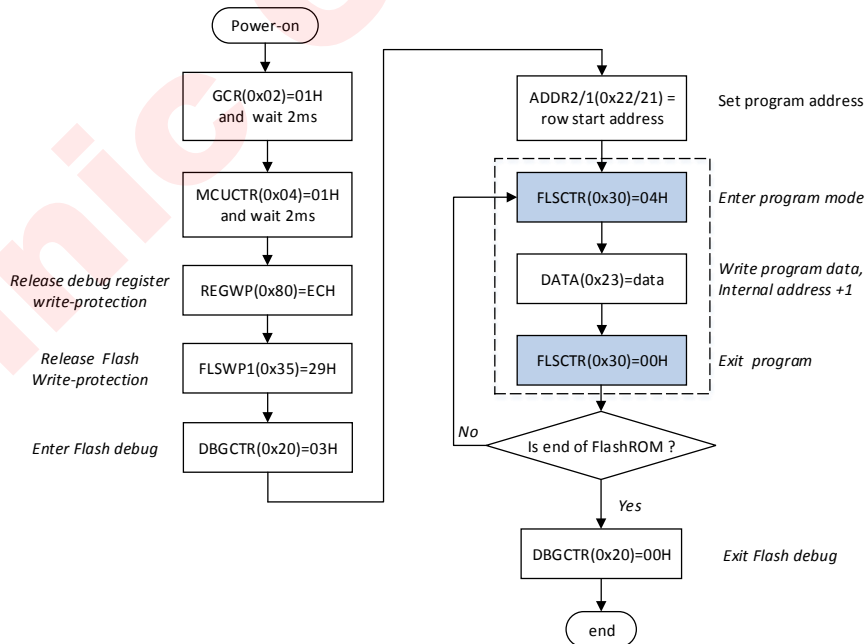 Power-on
GCR(0x02)=01H
and wait 2ms
MCUCTR(0x04)=01H
and wait 2ms
Release debug register
write-protection
REGWP(0x80)=ECH
Release Flash
Write-protection
FLSWP1(0x35)=29H
Enter Flash debug
DBGCTR(0x20)=03H
ADDR2/1(0x22/21) =
row start address
Set program address
FLSCTR(0x30)=04H
Enter program mode
DATA(0x23)=data
Write program data,
Internal address +1
FLSCTR(0x30)=00H
Exit program
No
Is end of FlashROM ?
Yes
DBGCTR(0x20)=00H
Exit Flash debug
end